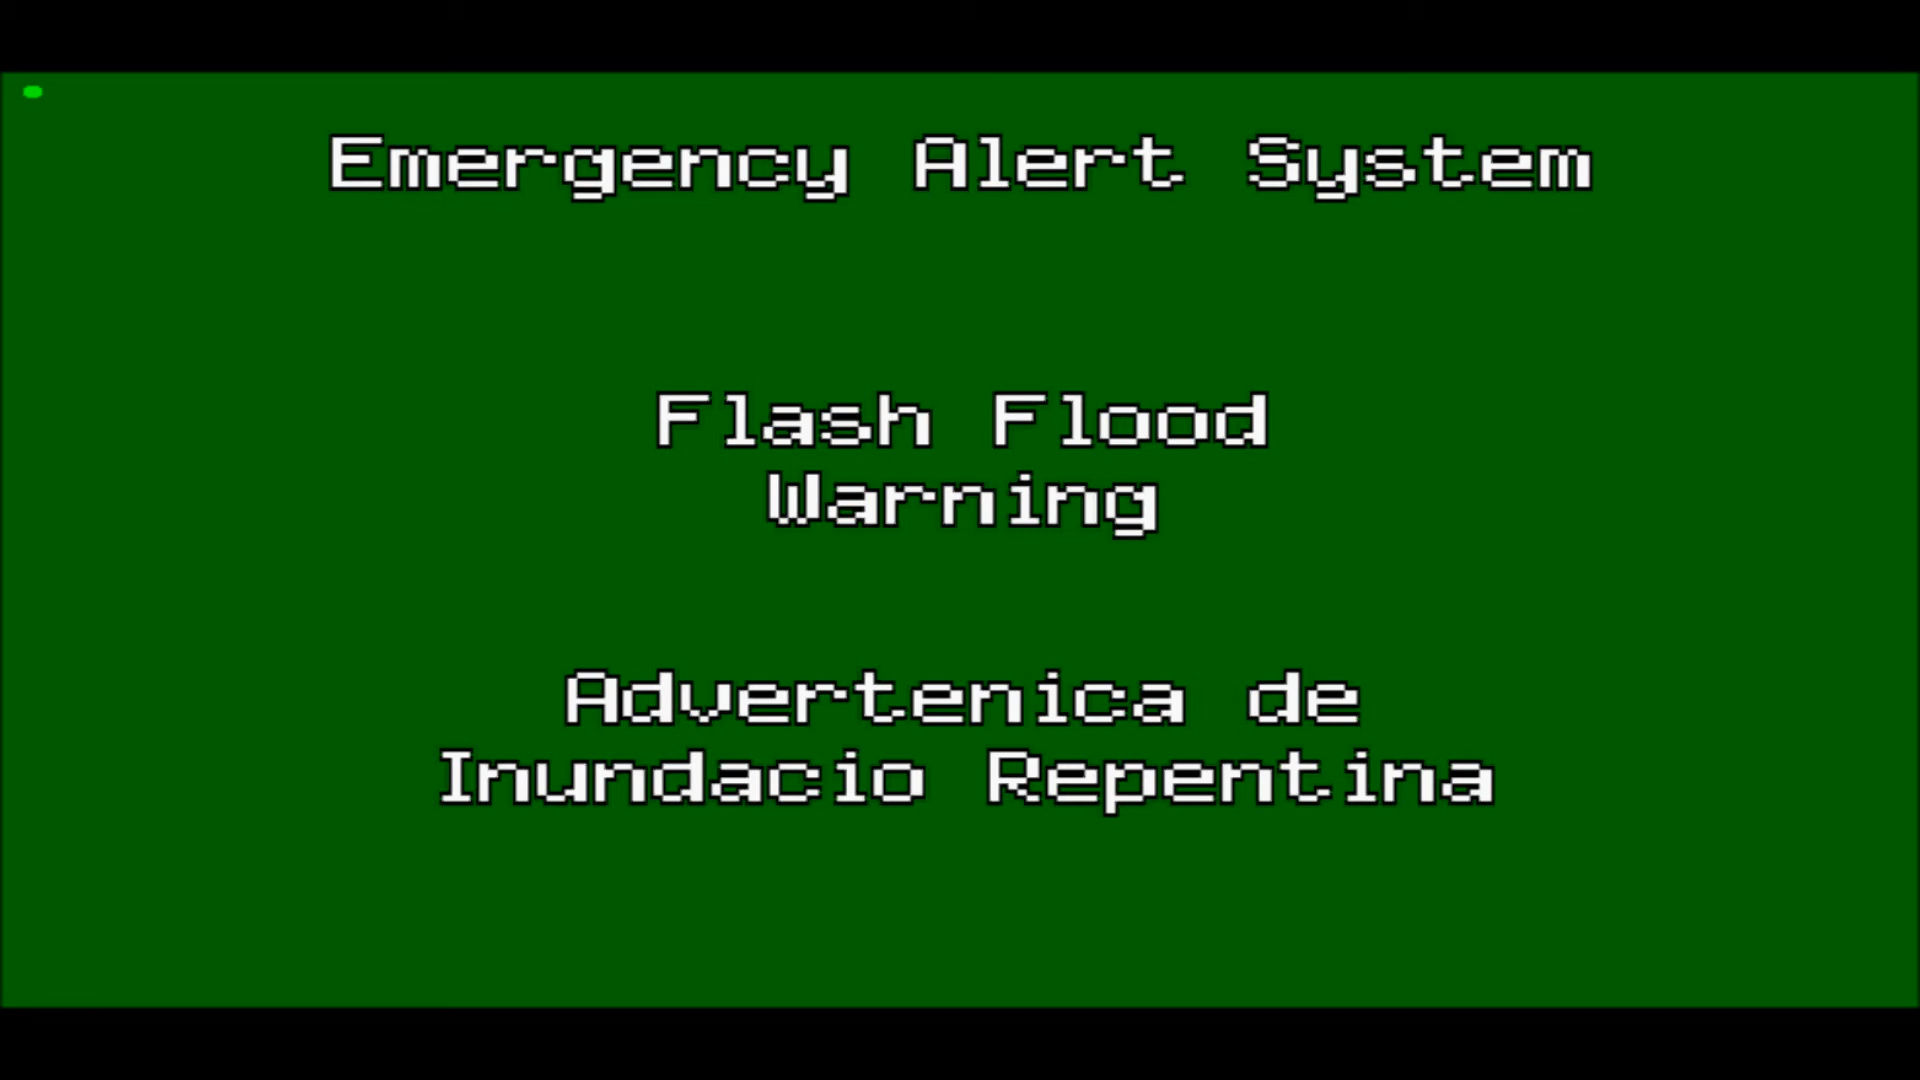 Emergency Alert System
Flash Flood
Warning
Advertenica de
Inundacio Repentina